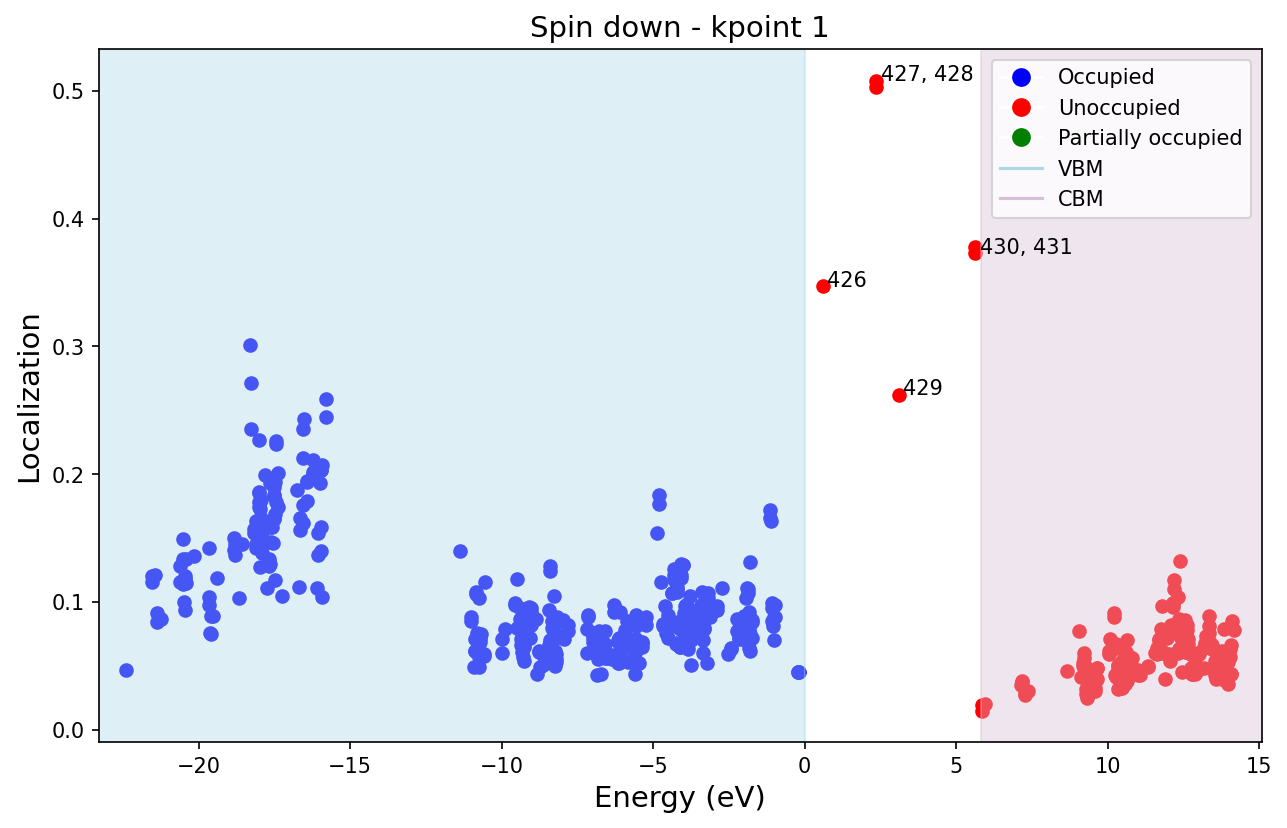 Spin down - kpoint 1
Localization
0.5
0.4
0.3
0.2
0.1
0.0
427, 428
430, 431
426
429
Occupied
Unoccupied
Partially occupied
VBM
CBM
−20
−15
−10
−5
0
5
10
15
Energy (eV)